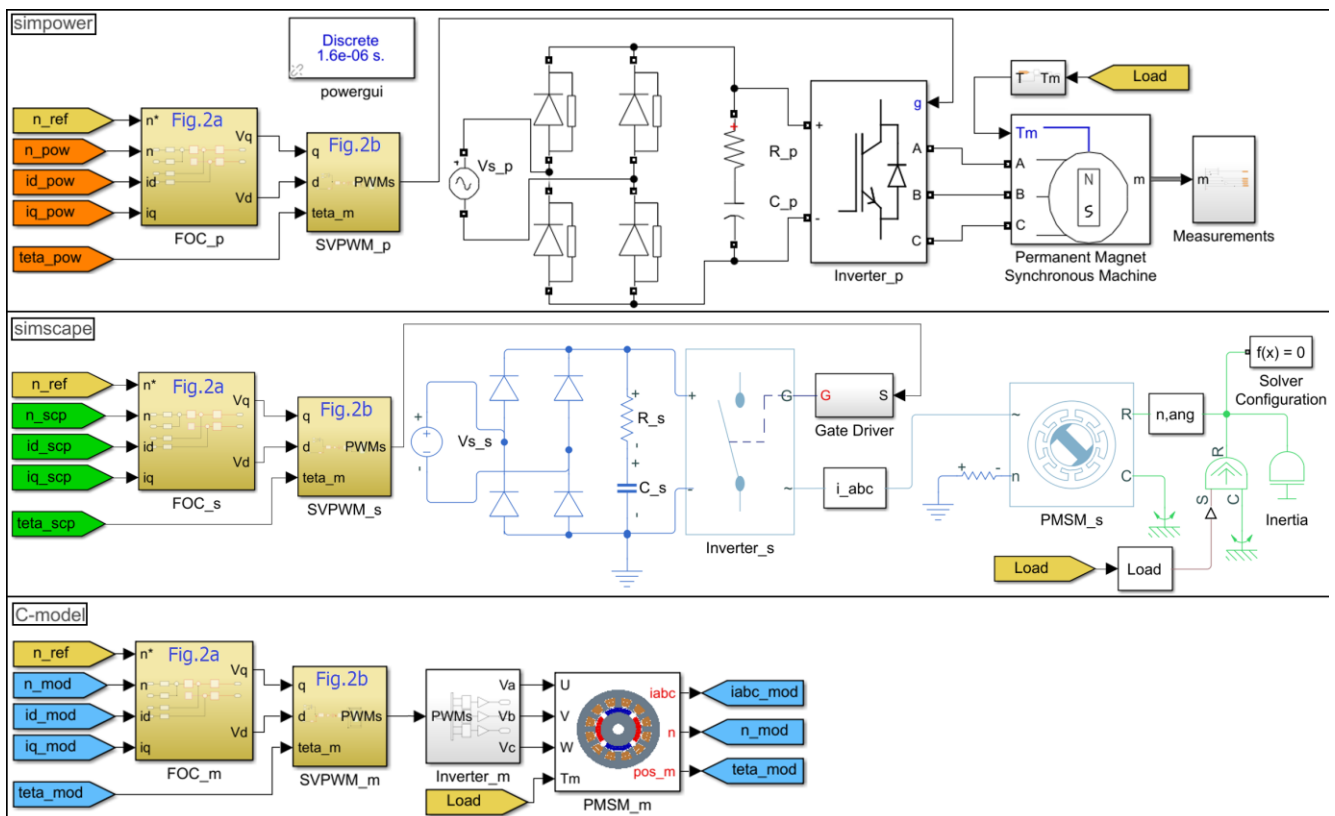 simpower
Discrete
1.6e-06 s.
powergui
n_ref
n_pow
id_pow
iq_pow
teta_pow
n*
n
id
iq
Fig.2a
Vq
Vd
FOC_p
q
d
teta_m
Fig.2b
PWMs
SVPWM_p
Vs_p
R_p
C_p
+
-
g
A
B
C
Inverter_p
T Tm
Load
Tm
A
B
C
N
S
m
Permanent Magnet
Synchronous Machine
m
Measurements
simscape
n_ref
n_scp
id_scp
iq_scp
teta_scp
n*
n
id
iq
Fig.2a
Vq
Vd
FOC_s
q
d
teta_m
Fig.2b
PWMs
SVPWM_s
Vs_s
+
-
+
R_s
-
+
C_s
-
+
-
G
~
Inverter_s
G S
Gate Driver
i_abc
+ -
~
n
R
C
PMSM_s
n,ang
f(x) = 0
Solver
Configuration
R
S
C
Inertia
Load
Load
C-model
n_ref
n_mod
id_mod
iq_mod
teta_mod
n*
n
id
iq
Fig.2a
Vq
Vd
FOC_m
q
d
teta_m
Fig.2b
PWMs
SVPWM_m
PWMs
Va
Vb
Vc
Inverter_m
Load
U
V
W
Tm
iabc
n
pos_m
PMSM_m
iabc_mod
n_mod
teta_mod